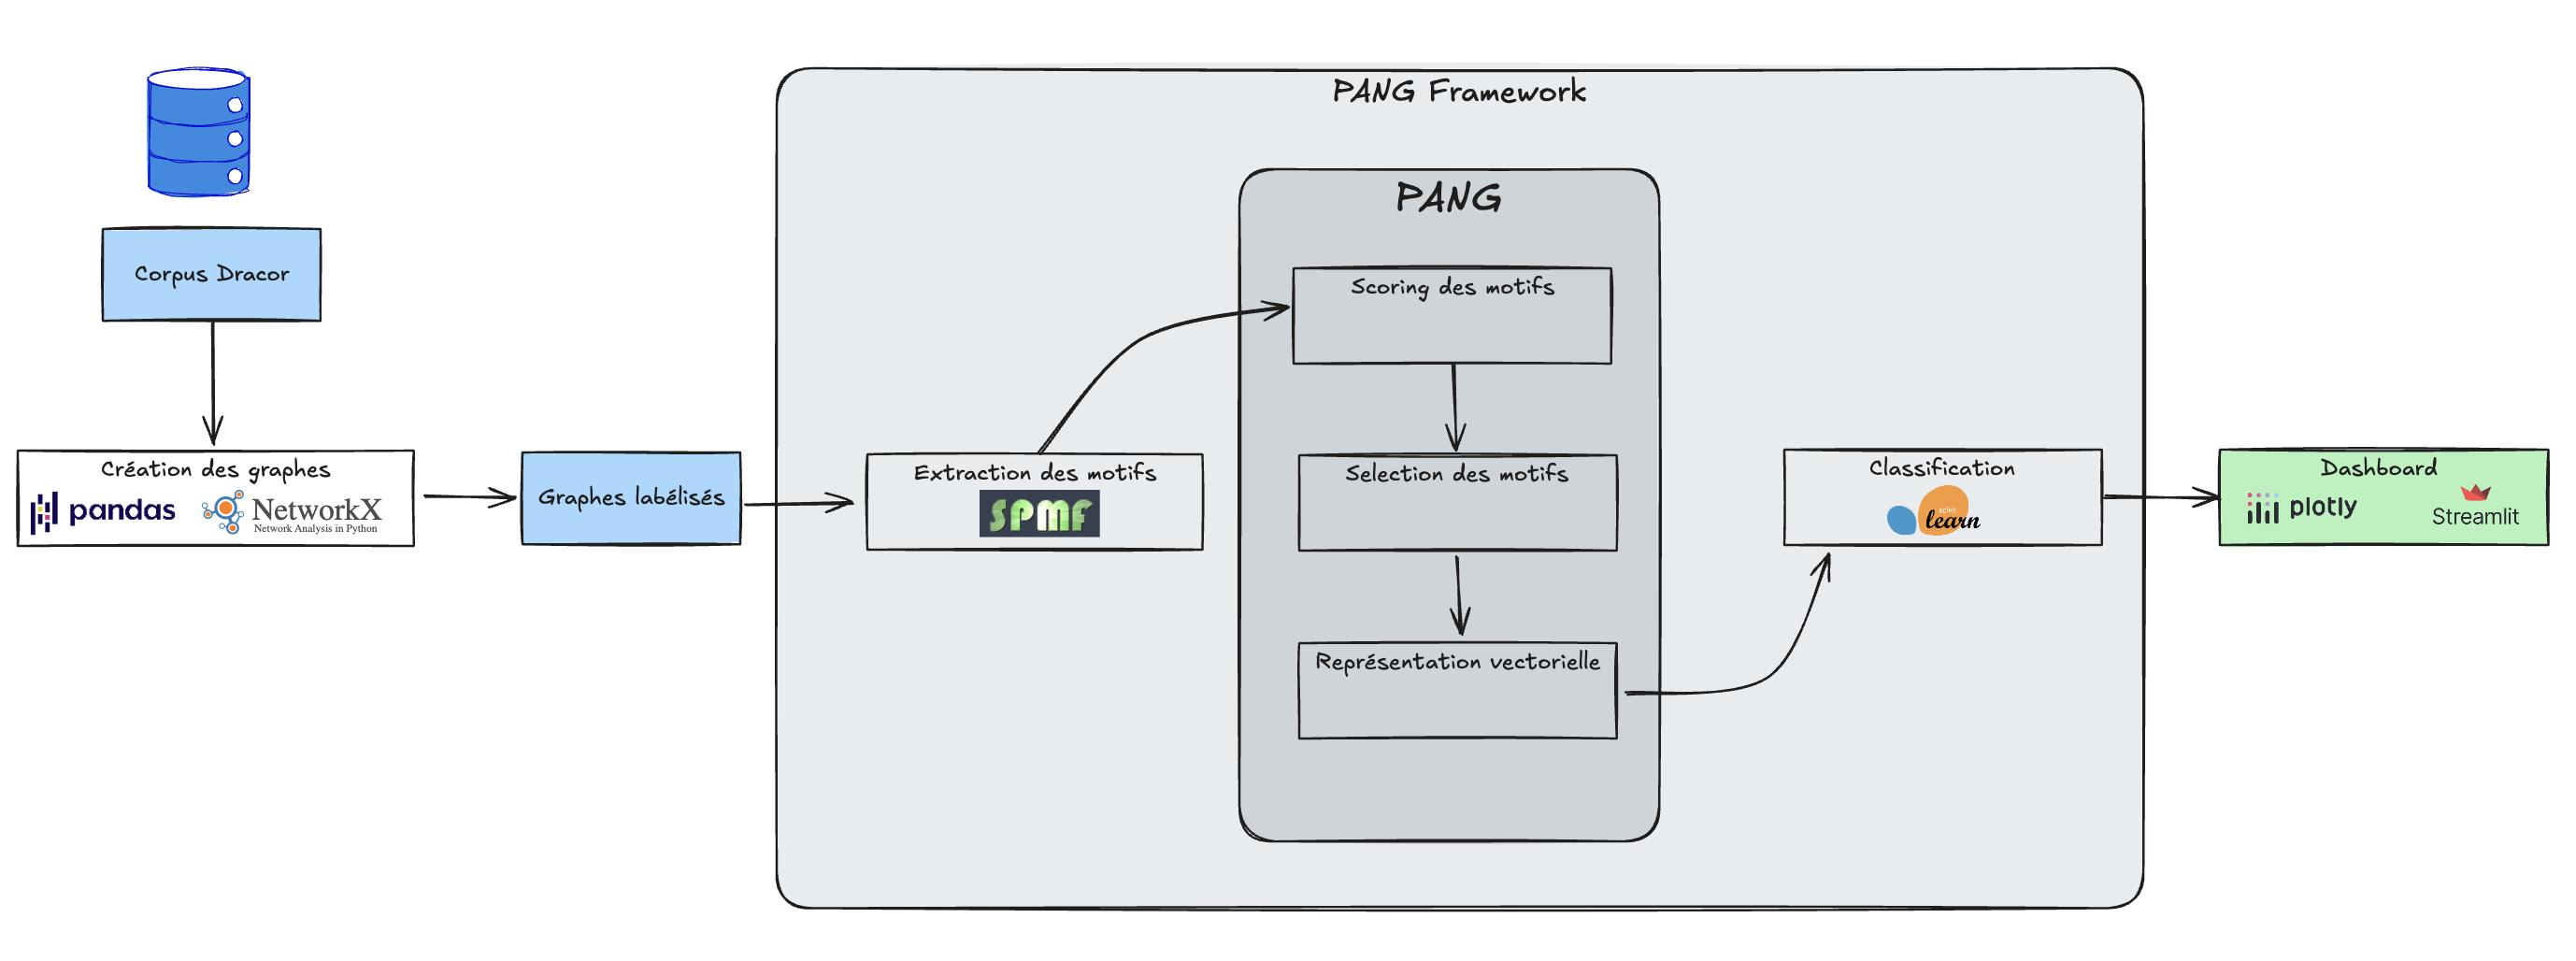 PANG Framework
PANG
Corpus Dracor
Création des graphes
pandas
NetworkX
Network Analysis in Python
Graphes labélisés
Extraction des motifs
SPMF
Scoring des motifs
Selection des motifs
Représentation vectorielle
Classification
scikit
learn
Dashboard
plotly
Streamlit